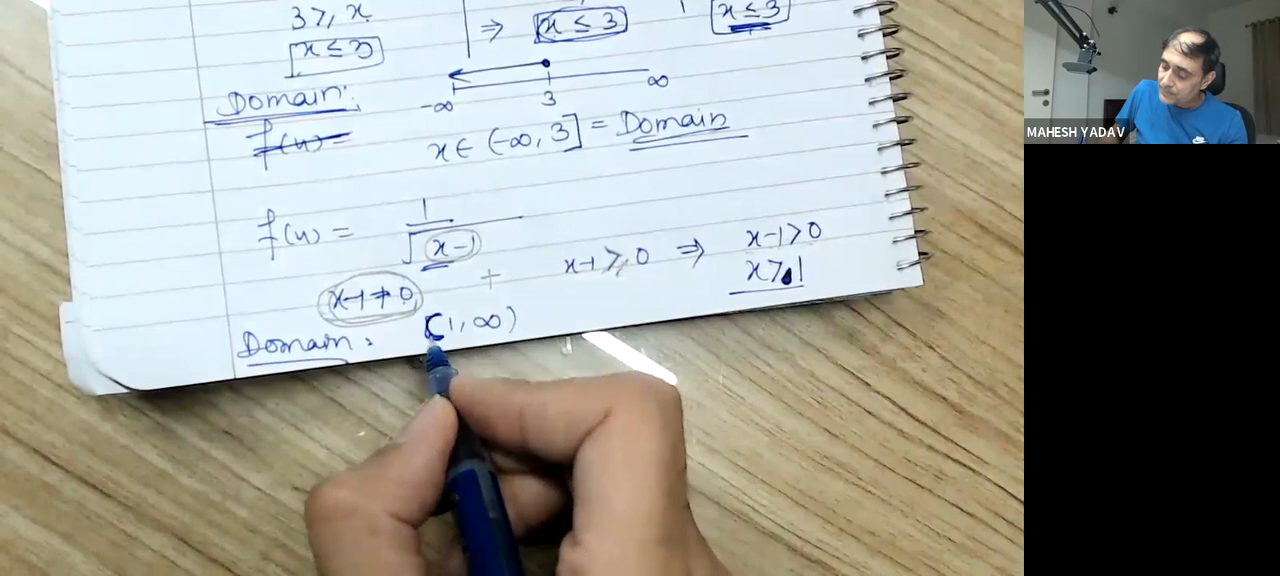 3 ≥ x
x ≤ 3
⇒ x ≤ 3
x ≤ 3
-∞ 3 ∞
Domain:
f(x) =
x ∈ (-∞, 3] = Domain
f(x) = 1/√(x-1)
x-1 ≠ 0 + x-1 ≥ 0 ⇒ x-1 > 0
x > 1
Domain: (1, ∞)
MAHESH YADAV